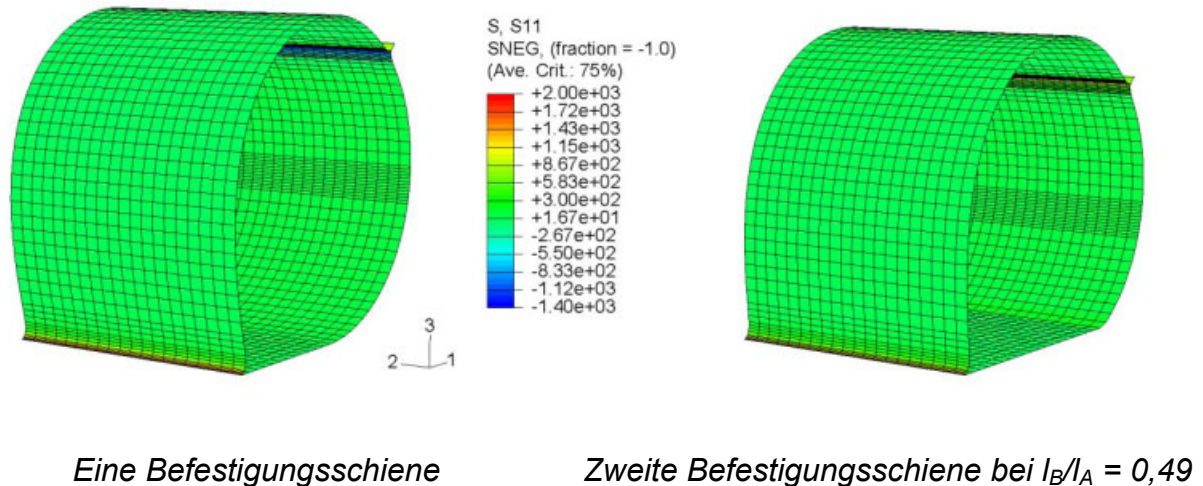 S, S11
SNEG, (fraction = -1.0)
(Ave. Crit.: 75%)
+2.00e+03
+1.72e+03
+1.43e+03
+1.15e+03
+8.67e+02
+5.83e+02
+3.00e+02
+1.67e+01
-2.67e+02
-5.50e+02
-8.33e+02
-1.12e+03
-1.40e+03
3
2 1
Eine Befestigungsschiene
Zweite Befestigungsschiene bei lB/lA = 0,49